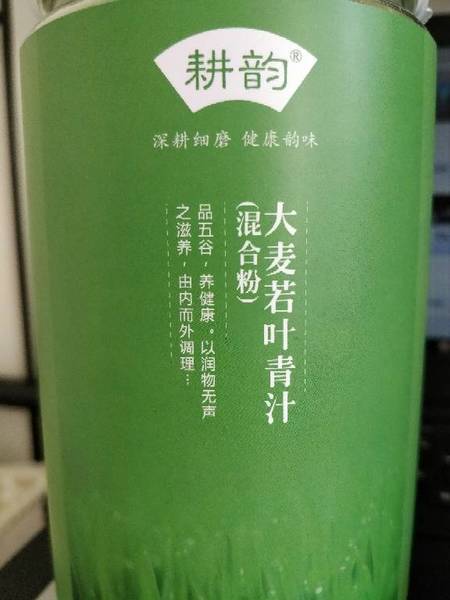 耕韵®
深耕细磨 健康韵味
大麦若叶青汁
(混合粉)
品五谷，养健康。以润物无声
之滋养，由内而外调理…